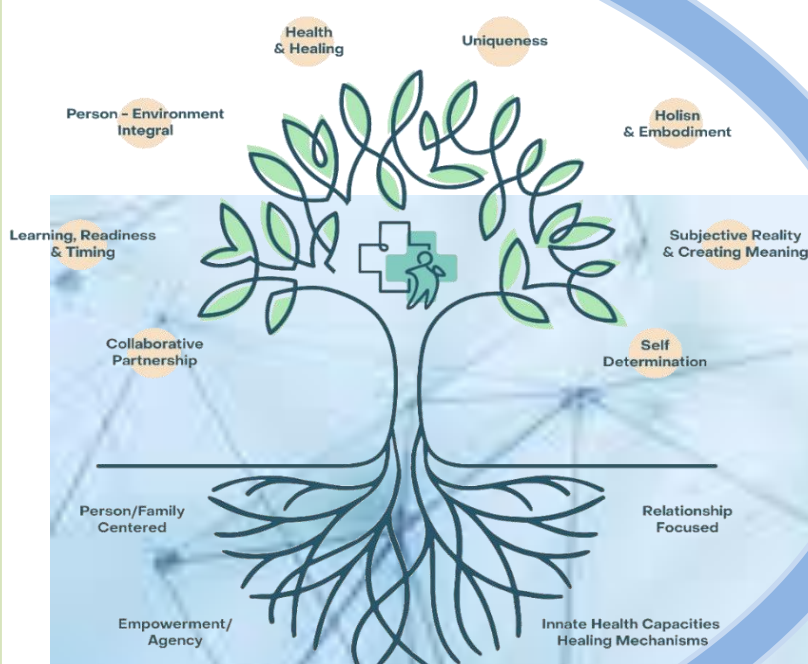 Health
& Healing
Uniqueness
Person – Environment
Integral
Holisn
& Embodiment
Learning, Readiness
& Timing
Subjective Reality
& Creating Meaning
Collaborative
Partnership
Self
Determination
Person/Family
Centered
Relationship
Focused
Empowerment/
Agency
Innate Health Capacities
Healing Mechanisms